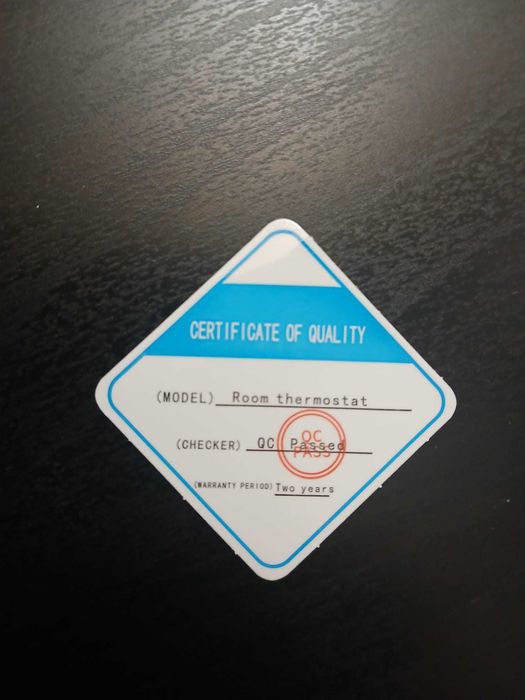 CERTIFICATE OF QUALITY
(MODEL) Room thermostat
(CHECKER) QC Passed
QC
PASS
(WARRANTY PERIOD) Two years